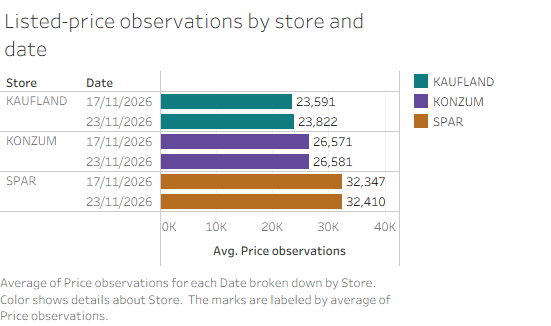 Listed-price observations by store and
date
Store Date
KAUFLAND 17/11/2026 23,591
23/11/2026 23,822
KONZUM 17/11/2026 26,571
23/11/2026 26,581
SPAR 17/11/2026 32,347
23/11/2026 32,410
0K 10K 20K 30K 40K
Avg. Price observations
KAUFLAND
KONZUM
SPAR
Average of Price observations for each Date broken down by Store.
Color shows details about Store. The marks are labeled by average of
Price observations.